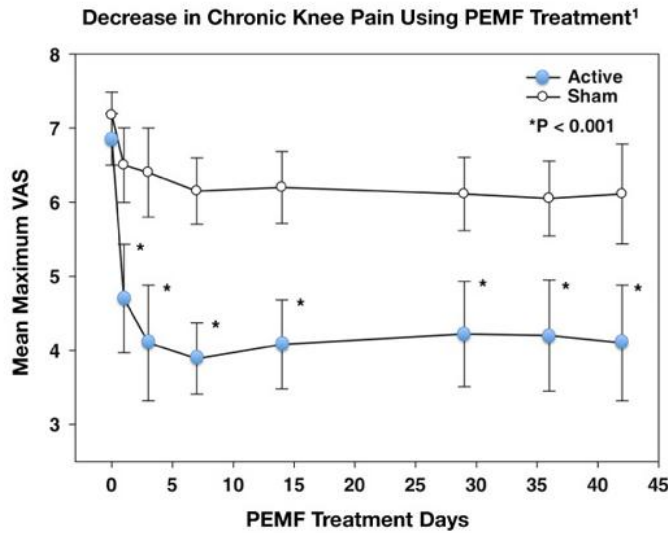 Decrease in Chronic Knee Pain Using PEMF Treatment¹
8
7
6
5
4
3
Mean Maximum VAS
Active
Sham
*P < 0.001
*
*
*
*
*
*
*
0 5 10 15 20 25 30 35 40 45
PEMF Treatment Days